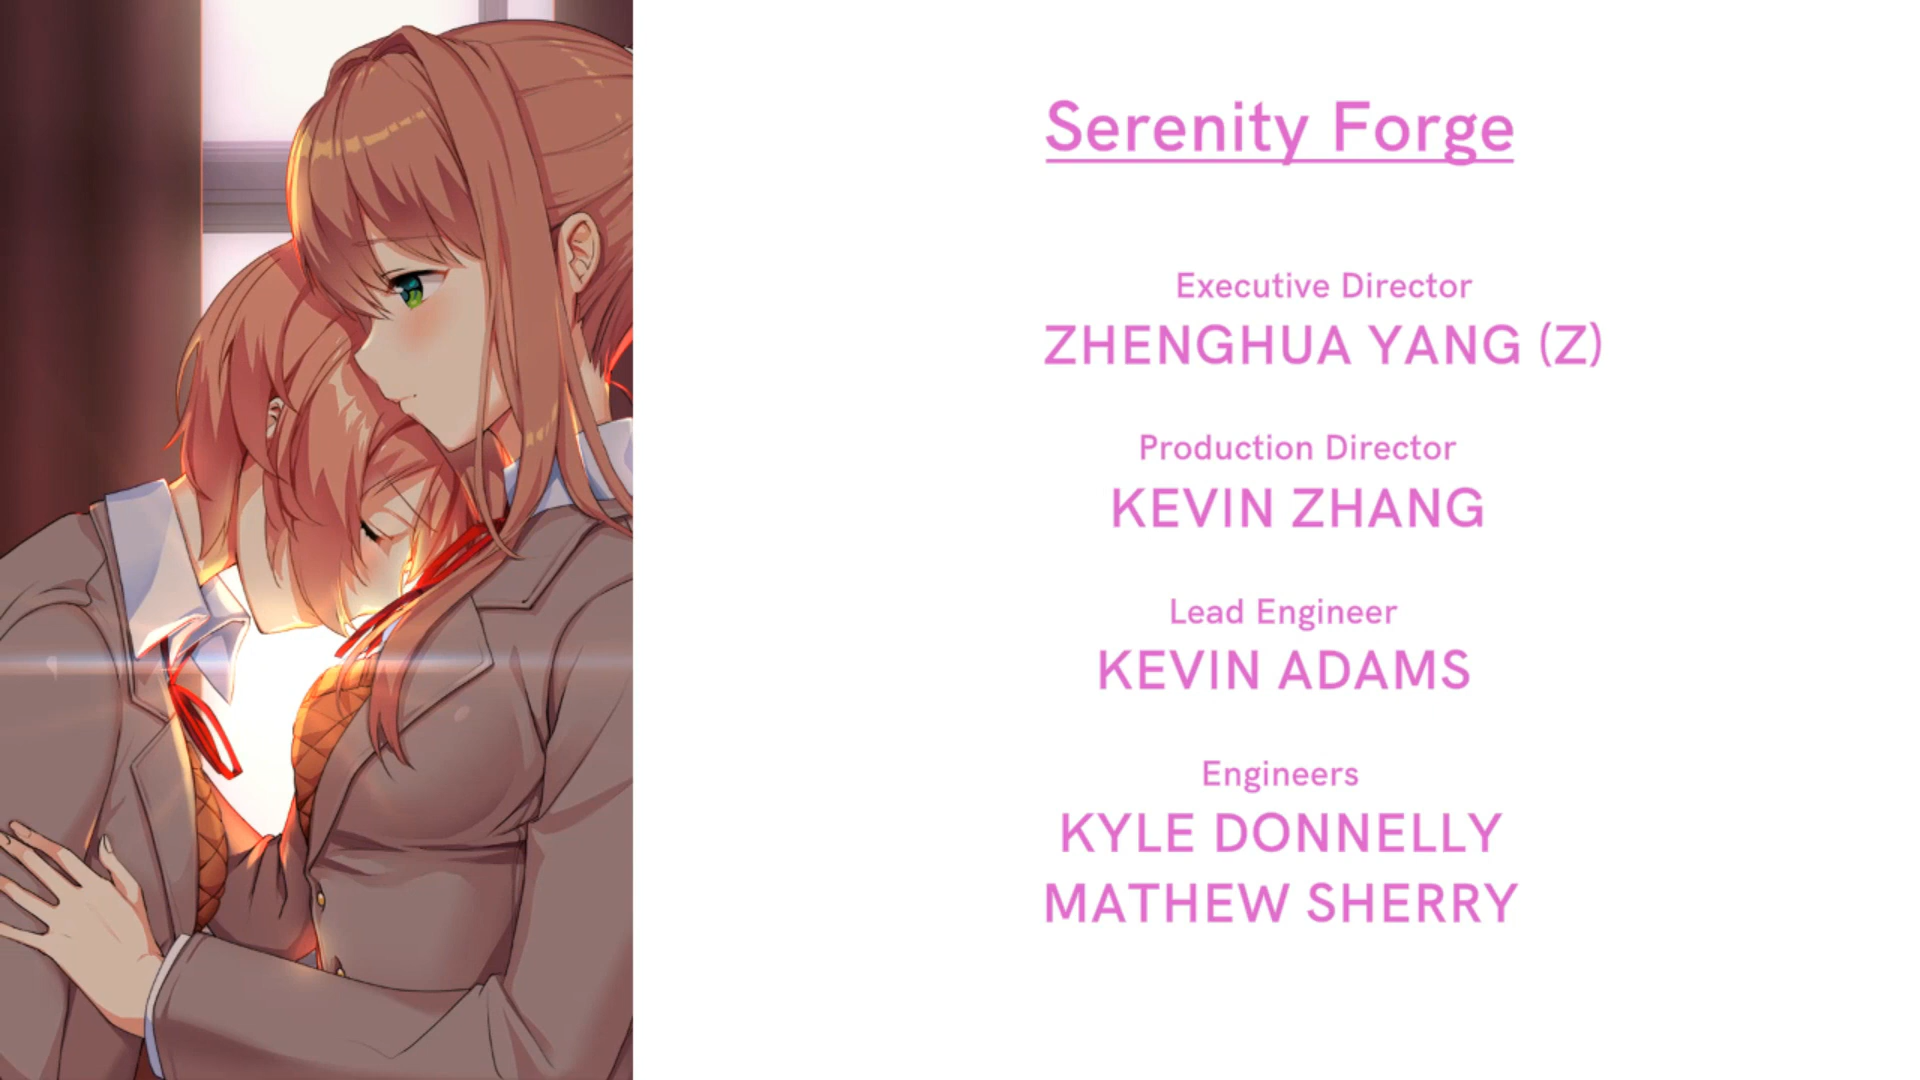 Serenity Forge
Executive Director
ZHENGHUA YANG (Z)
Production Director
KEVIN ZHANG
Lead Engineer
KEVIN ADAMS
Engineers
KYLE DONNELLY
MATHEW SHERRY